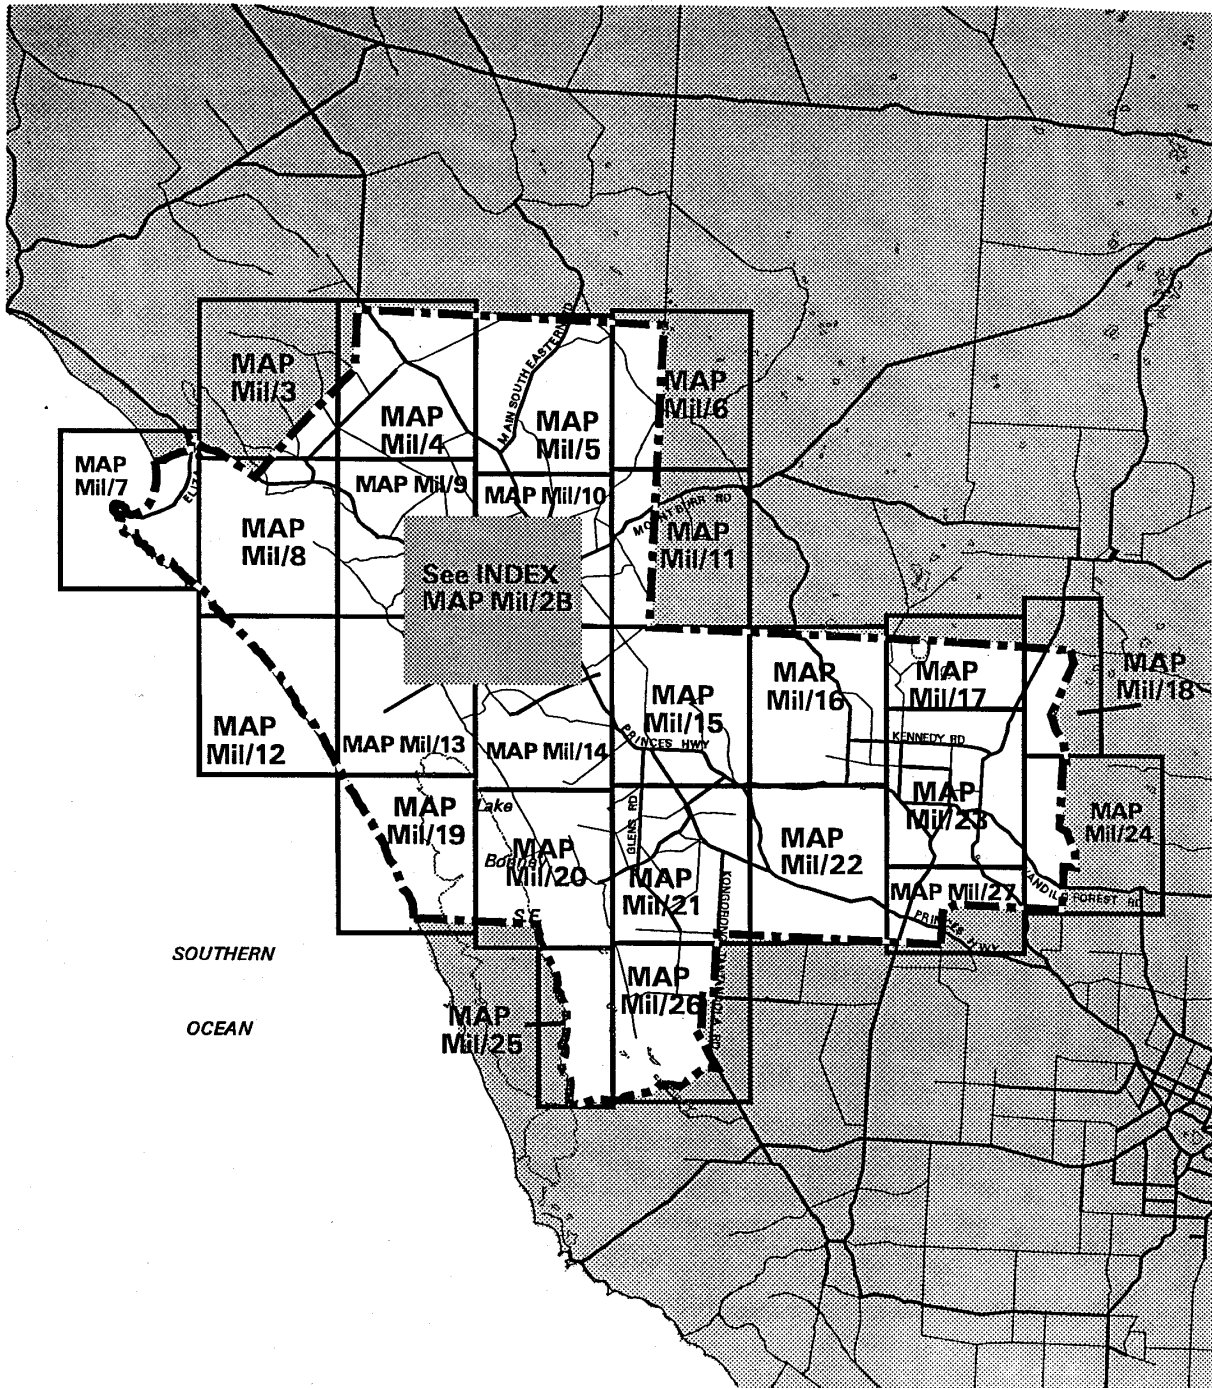 MAP
Mil/3
MAP
Mil/4
MAIN SOUTH EASTERN RD
MAP
Mil/5
MAP
Mil/6
MAP
Mil/7
MAP
Mil/8
MAP Mil/9
MAP Mil/10
MAP
Mil/11
See INDEX
MAP Mil/2B
MAP
Mil/12
MAP Mil/13
MAP Mil/14
MAP
Mil/15
PRINCES HWY
MAP
Mil/16
MAP
Mil/17
MAP
Mil/18
KENNEDY RD
MAP
Mil/19
Lake
Bonney
MAP
Mil/20
S.E.
GLENS RD
MAP
Mil/21
MAP
Mil/22
MAP
Mil/23
MAP
Mil/24
MAP Mil/27
FOREST RD
PRINCES HWY
SOUTHERN
OCEAN
MAP
Mil/25
MAP
Mil/26